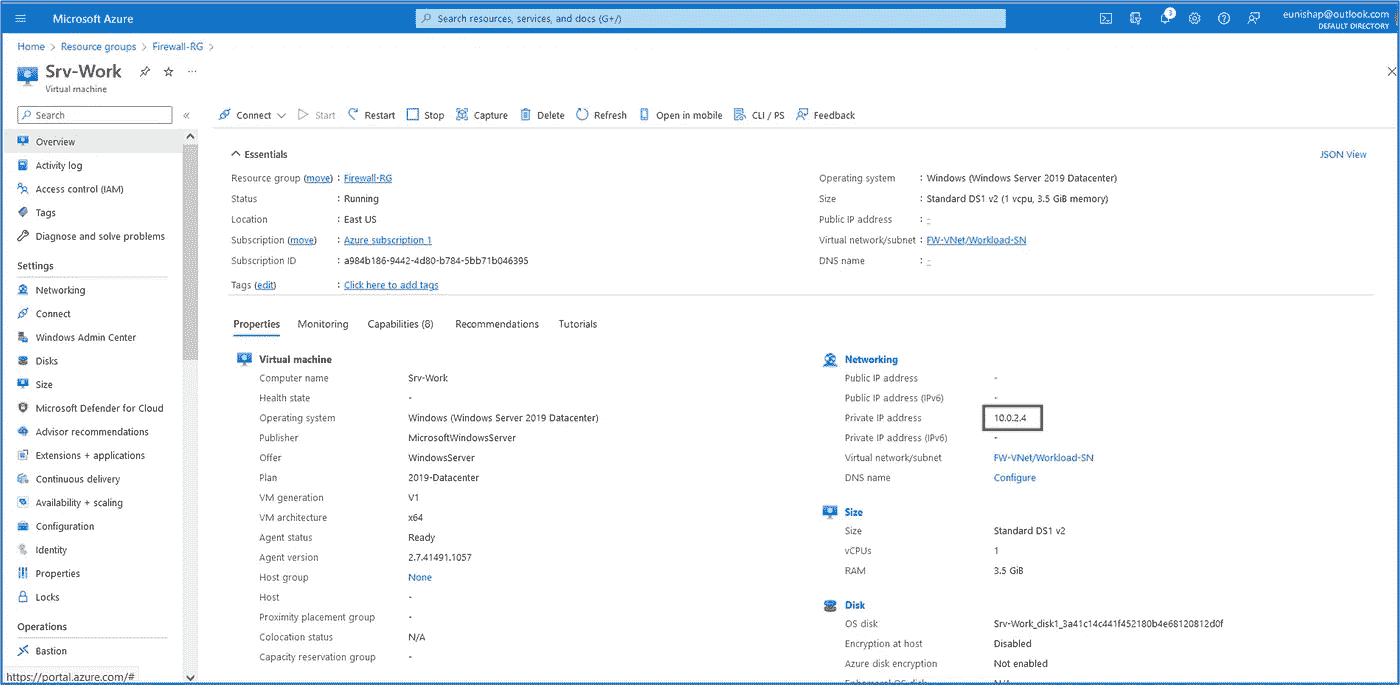 Microsoft Azure
Search resources, services, and docs (G+/)
3
eunishap@outlook.com
DEFAULT DIRECTORY
Home > Resource groups > Firewall-RG >
Srv-Work
Virtual machine
Search
«
Connect
Start
Restart
Stop
Capture
Delete
Refresh
Open in mobile
CLI / PS
Feedback
Overview
Activity log
Access control (IAM)
Tags
Diagnose and solve problems
Settings
Networking
Connect
Windows Admin Center
Disks
Size
Microsoft Defender for Cloud
Advisor recommendations
Extensions + applications
Continuous delivery
Availability + scaling
Configuration
Identity
Properties
Locks
Operations
Bastion
https://portal.azure.com/#
Essentials
JSON View
Resource group (move) : Firewall-RG
Status : Running
Location : East US
Subscription (move) : Azure subscription 1
Subscription ID : a984b186-9442-4d80-b784-5bb71b046395
Tags (edit) : Click here to add tags
Operating system : Windows (Windows Server 2019 Datacenter)
Size : Standard DS1 v2 (1 vcpu, 3.5 GiB memory)
Public IP address : -
Virtual network/subnet : FW-VNet/Workload-SN
DNS name : -
Properties Monitoring Capabilities (8) Recommendations Tutorials
Virtual machine
Computer name Srv-Work
Health state -
Operating system Windows (Windows Server 2019 Datacenter)
Publisher MicrosoftWindowsServer
Offer WindowsServer
Plan 2019-Datacenter
VM generation V1
VM architecture x64
Agent status Ready
Agent version 2.7.41491.1057
Host group None
Host -
Proximity placement group -
Colocation status N/A
Capacity reservation group -
Networking
Public IP address -
Public IP address (IPv6) -
Private IP address 10.0.2.4
Private IP address (IPv6) -
Virtual network/subnet FW-VNet/Workload-SN
DNS name Configure
Size
Size Standard DS1 v2
vCPUs 1
RAM 3.5 GiB
Disk
OS disk Srv-Work_disk1_3a41c14c441f452180b4e68120812d0f
Encryption at host Disabled
Azure disk encryption Not enabled
Ephemeral OS disk N/A